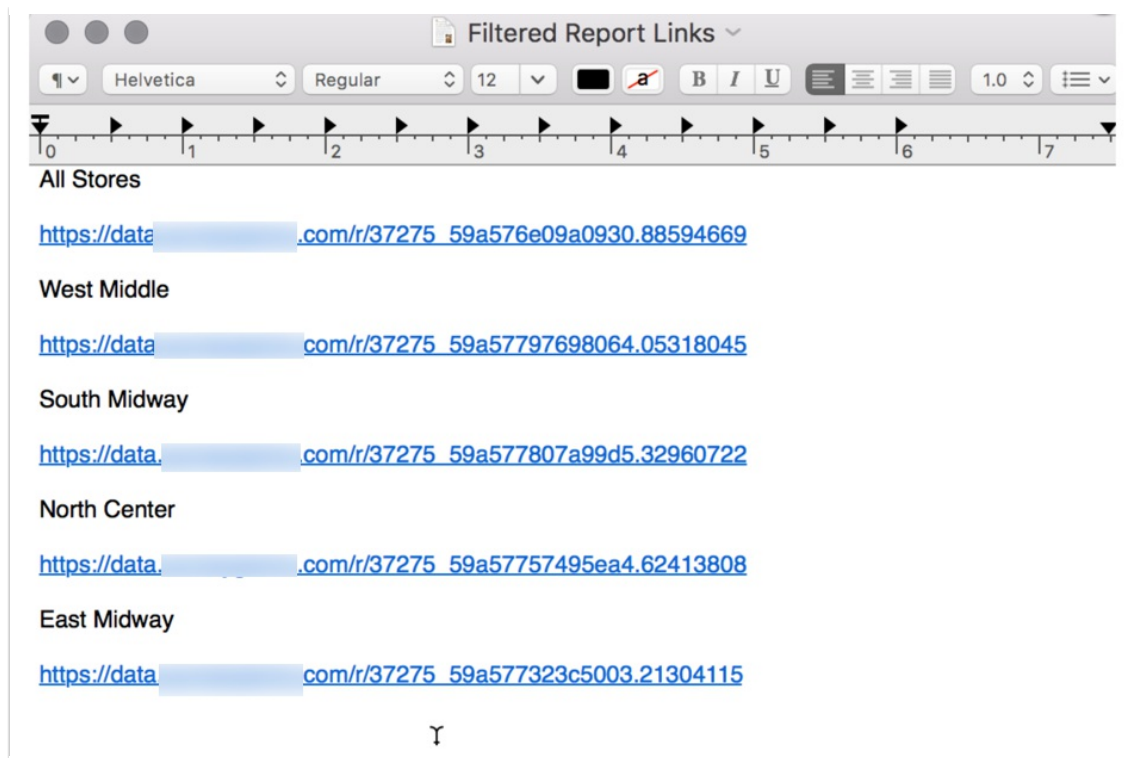 Filtered Report Links
¶ Helvetica Regular 12 a B I U 1.0
0 1 2 3 4 5 6 7
All Stores
https://data .com/r/37275_59a576e09a0930.88594669
West Middle
https://data com/r/37275_59a57797698064.05318045
South Midway
https://data. .com/r/37275_59a577807a99d5.32960722
North Center
https://data. .com/r/37275_59a57757495ea4.62413808
East Midway
https://data. com/r/37275_59a577323c5003.21304115